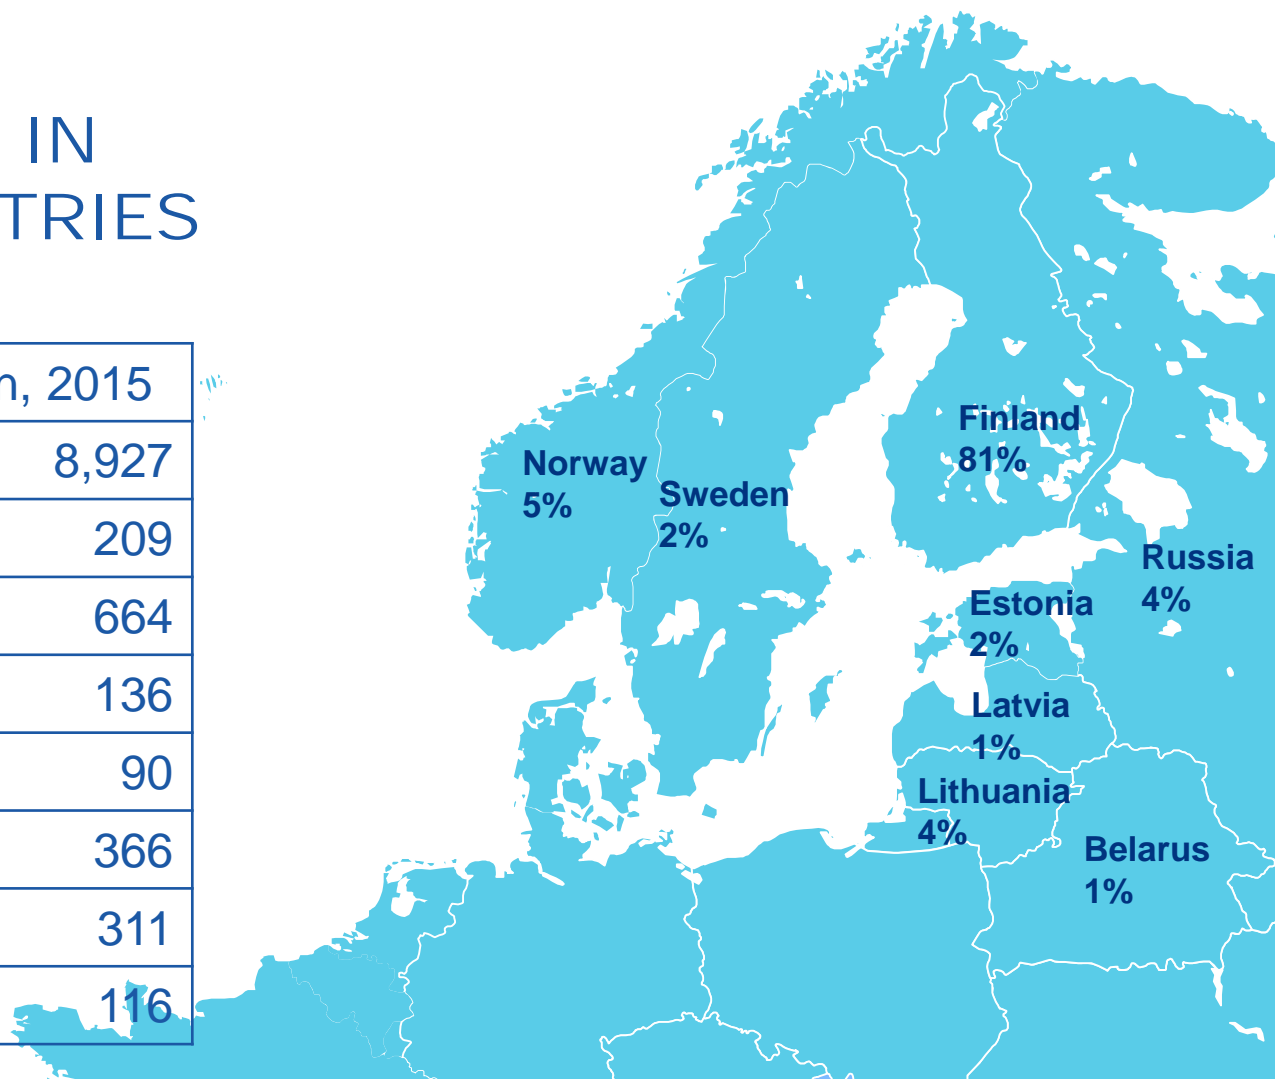 IN
TRIES
n, 2015
8,927
209
664
136
90
366
311
116
Norway
5%
Sweden
2%
Finland
81%
Russia
4%
Estonia
2%
Latvia
1%
Lithuania
4%
Belarus
1%